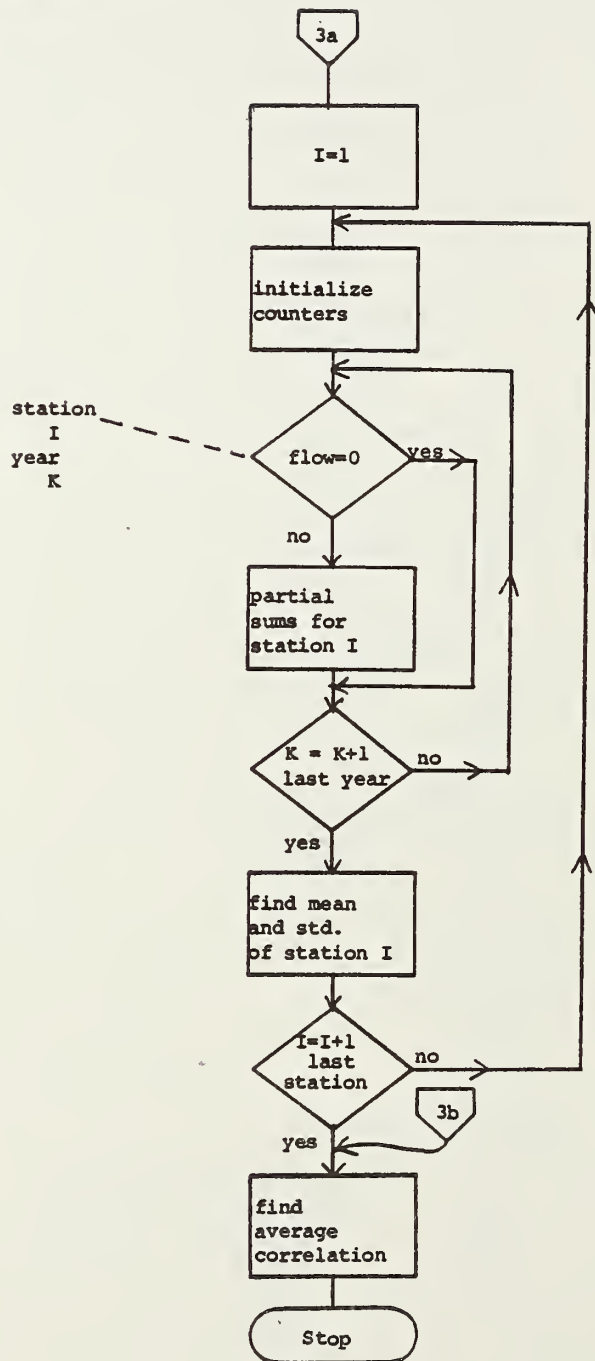 3a
I=1
initialize
counters
station
I
year
K
flow=0
yes
no
partial
sums for
station I
K = K+1
last year
no
yes
find mean
and std.
of station I
I=I+1
last
station
no
3b
yes
find
average
correlation
Stop